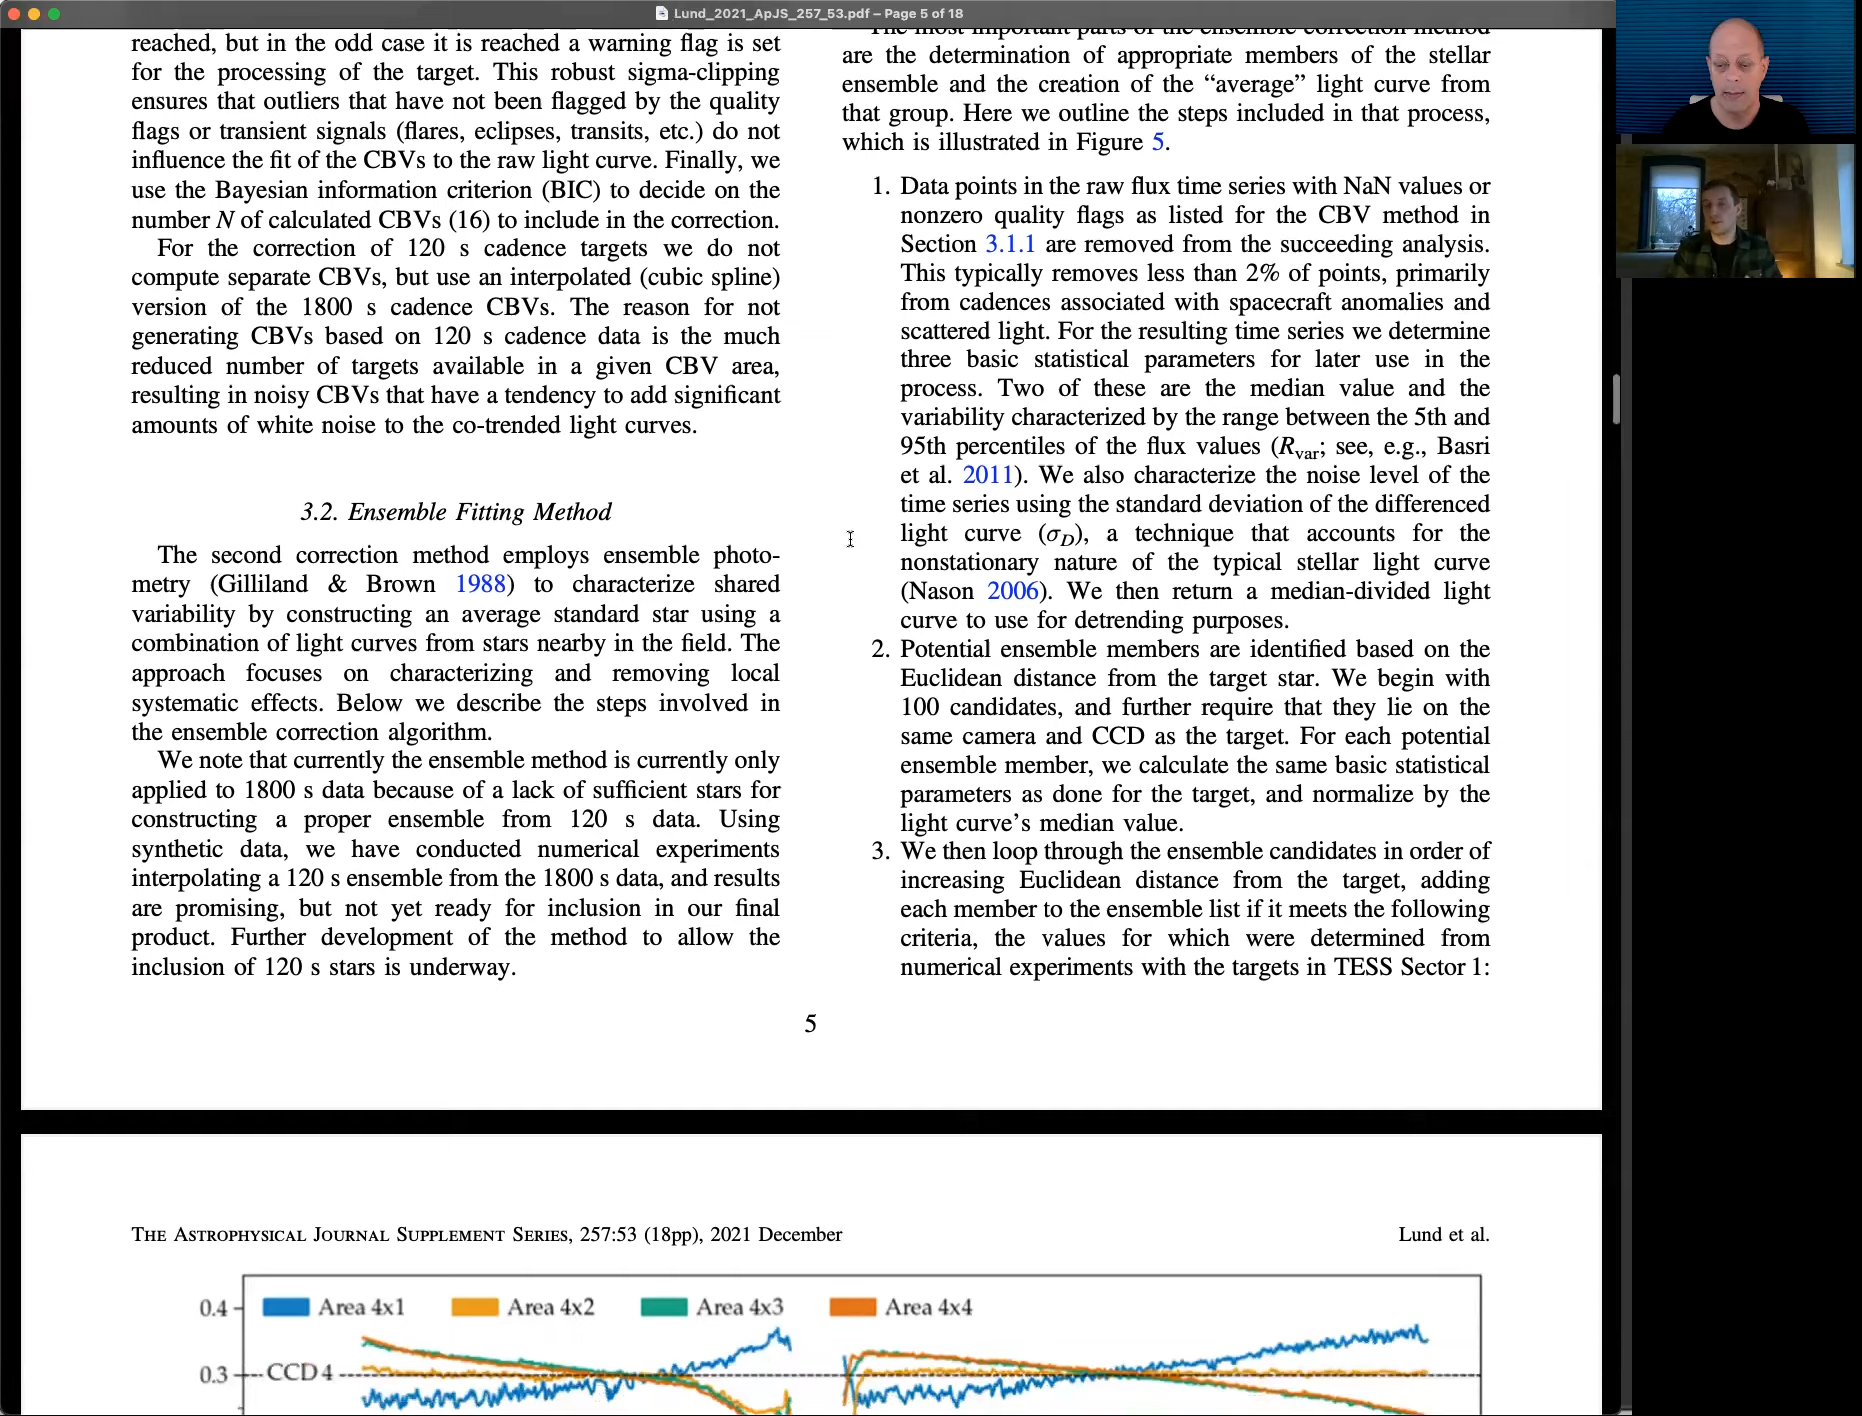 Lund_2021_ApJS_257_53.pdf – Page 5 of 18
reached, but in the odd case it is reached a warning flag is set
for the processing of the target. This robust sigma-clipping
ensures that outliers that have not been flagged by the quality
flags or transient signals (flares, eclipses, transits, etc.) do not
influence the fit of the CBVs to the raw light curve. Finally, we
use the Bayesian information criterion (BIC) to decide on the
number N of calculated CBVs (16) to include in the correction.
For the correction of 120 s cadence targets we do not
compute separate CBVs, but use an interpolated (cubic spline)
version of the 1800 s cadence CBVs. The reason for not
generating CBVs based on 120 s cadence data is the much
reduced number of targets available in a given CBV area,
resulting in noisy CBVs that have a tendency to add significant
amounts of white noise to the co-trended light curves.
3.2. Ensemble Fitting Method
The second correction method employs ensemble photo-
metry (Gilliland & Brown 1988) to characterize shared
variability by constructing an average standard star using a
combination of light curves from stars nearby in the field. The
approach focuses on characterizing and removing local
systematic effects. Below we describe the steps involved in
the ensemble correction algorithm.
We note that currently the ensemble method is currently only
applied to 1800 s data because of a lack of sufficient stars for
constructing a proper ensemble from 120 s data. Using
synthetic data, we have conducted numerical experiments
interpolating a 120 s ensemble from the 1800 s data, and results
are promising, but not yet ready for inclusion in our final
product. Further development of the method to allow the
inclusion of 120 s stars is underway.
The most important parts of the ensemble correction method
are the determination of appropriate members of the stellar
ensemble and the creation of the “average” light curve from
that group. Here we outline the steps included in that process,
which is illustrated in Figure 5.
1. Data points in the raw flux time series with NaN values or
nonzero quality flags as listed for the CBV method in
Section 3.1.1 are removed from the succeeding analysis.
This typically removes less than 2% of points, primarily
from cadences associated with spacecraft anomalies and
scattered light. For the resulting time series we determine
three basic statistical parameters for later use in the
process. Two of these are the median value and the
variability characterized by the range between the 5th and
95th percentiles of the flux values (Rvar; see, e.g., Basri
et al. 2011). We also characterize the noise level of the
time series using the standard deviation of the differenced
light curve (σD), a technique that accounts for the
nonstationary nature of the typical stellar light curve
(Nason 2006). We then return a median-divided light
curve to use for detrending purposes.
2. Potential ensemble members are identified based on the
Euclidean distance from the target star. We begin with
100 candidates, and further require that they lie on the
same camera and CCD as the target. For each potential
ensemble member, we calculate the same basic statistical
parameters as done for the target, and normalize by the
light curve’s median value.
3. We then loop through the ensemble candidates in order of
increasing Euclidean distance from the target, adding
each member to the ensemble list if it meets the following
criteria, the values for which were determined from
numerical experiments with the targets in TESS Sector 1:
5
THE ASTROPHYSICAL JOURNAL SUPPLEMENT SERIES, 257:53 (18pp), 2021 December
Lund et al.
0.4
Area 4x1
Area 4x2
Area 4x3
Area 4x4
0.3
CCD 4